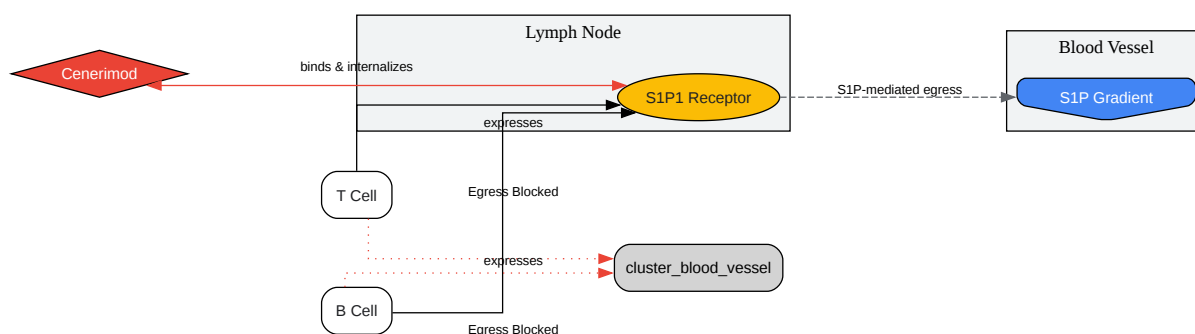 Lymph Node
Blood Vessel
Cenerimod
binds & internalizes
S1P1 Receptor
S1P-mediated egress
S1P Gradient
expresses
T Cell
Egress Blocked
expresses
cluster_blood_vessel
B Cell
Egress Blocked